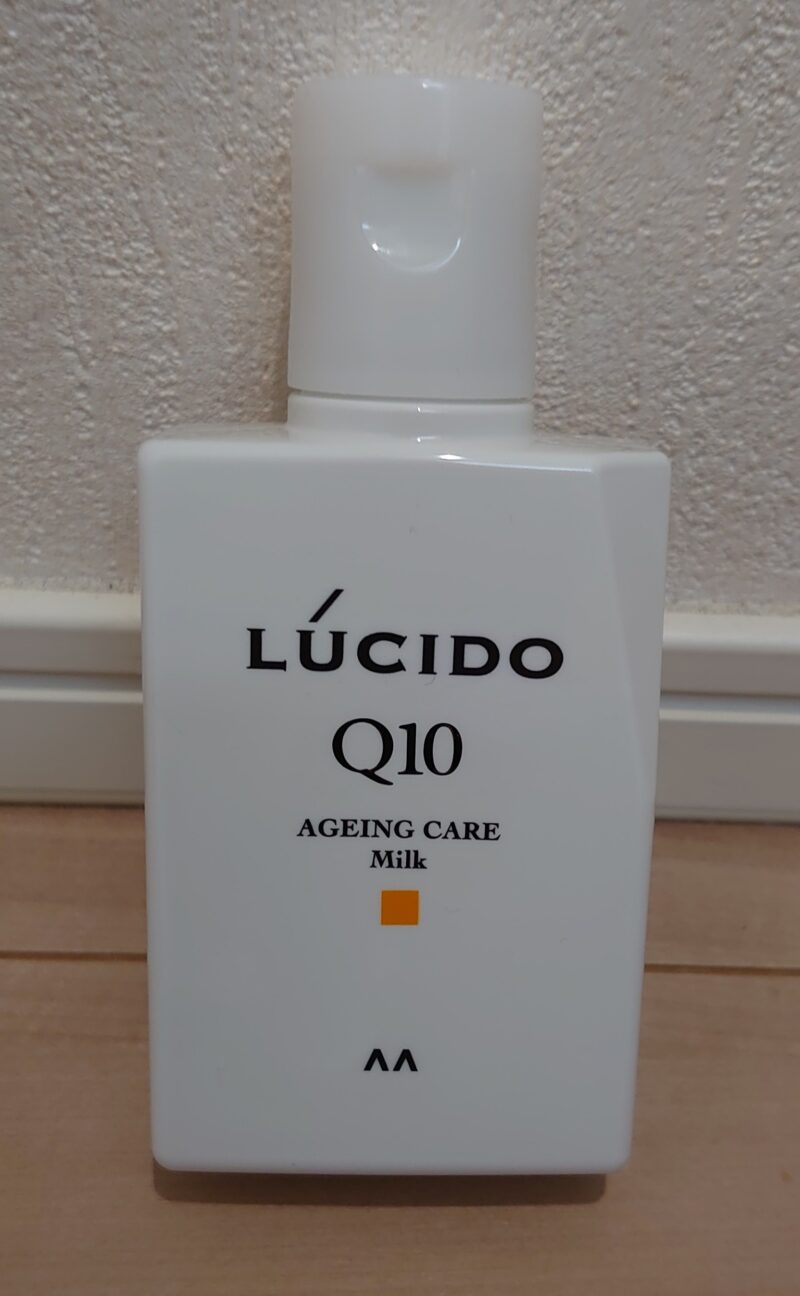 LÚCIDO
Q10
AGEING CARE
Milk